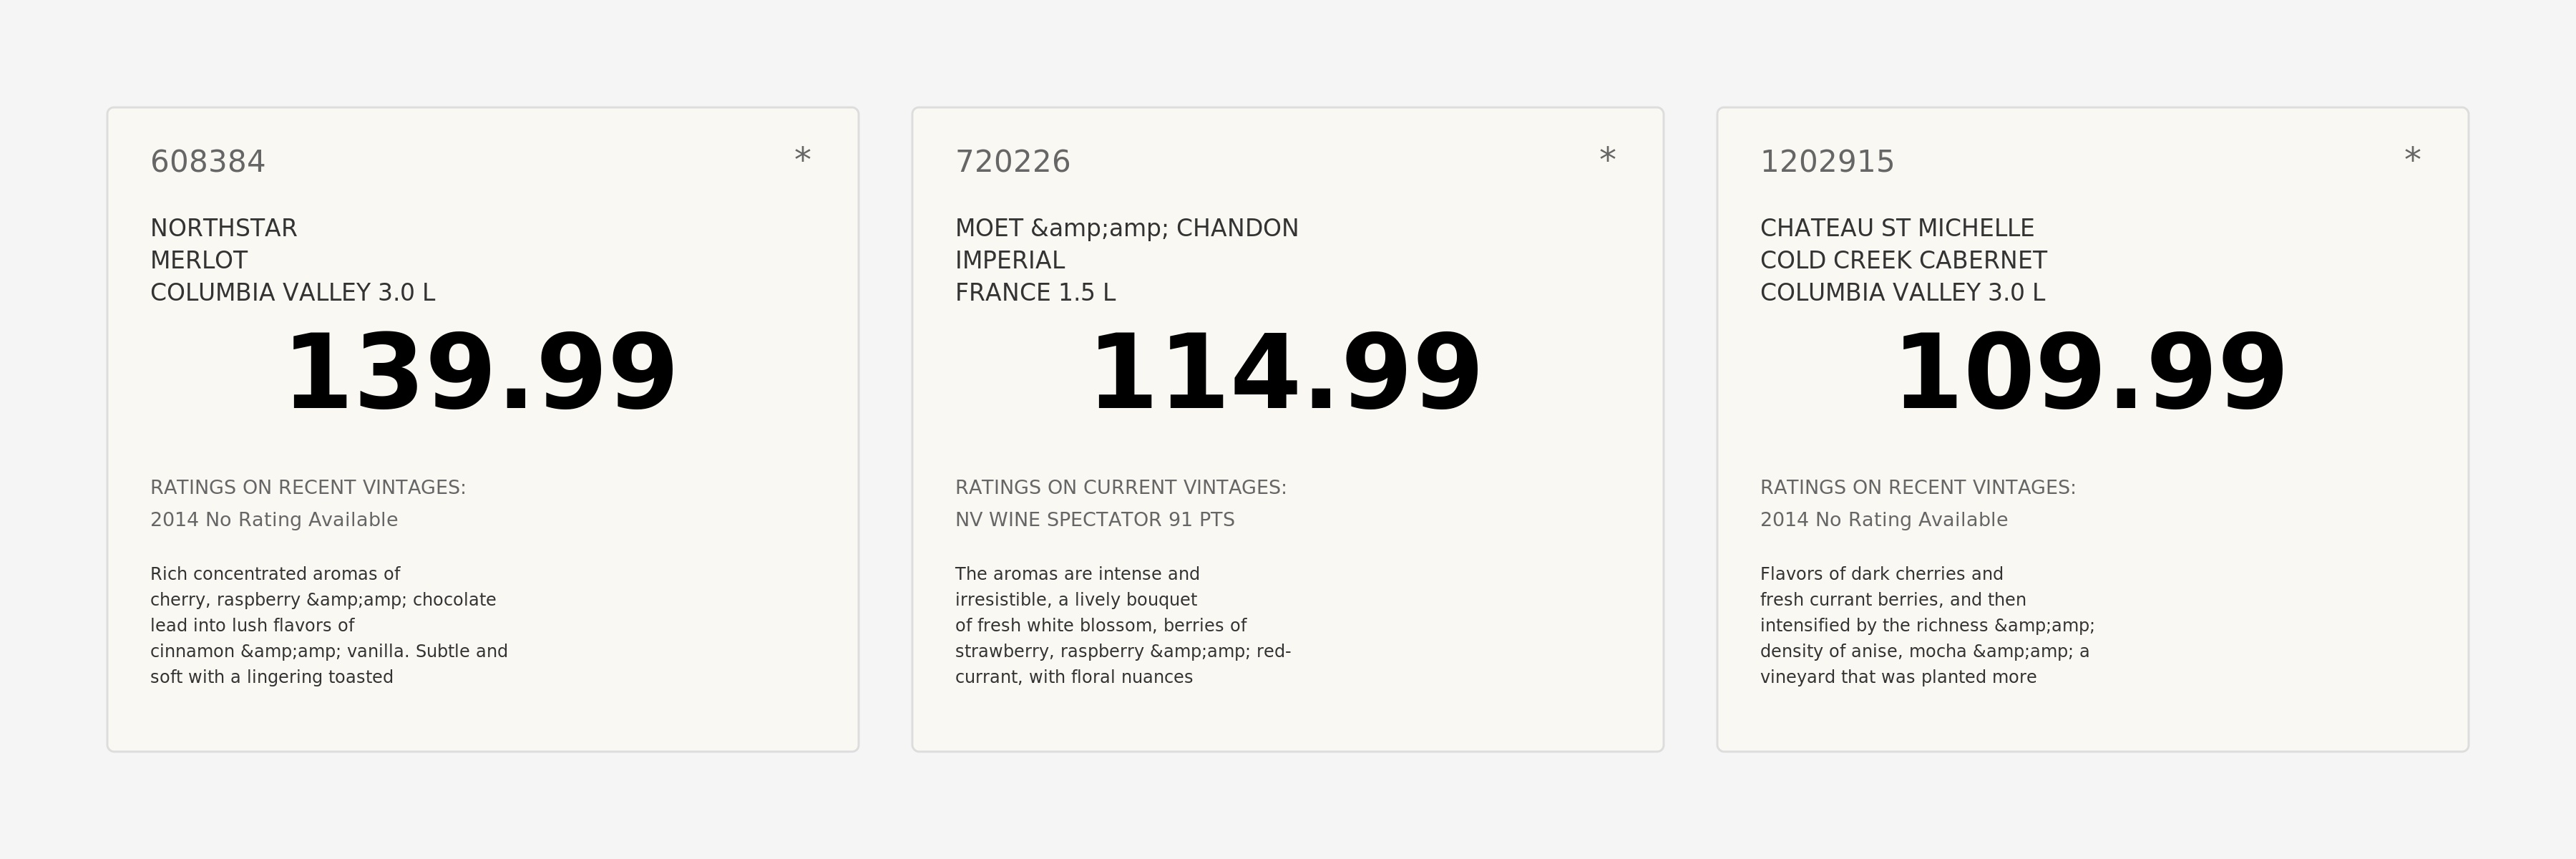 608384 *
NORTHSTAR
MERLOT
COLUMBIA VALLEY 3.0 L
139.99
RATINGS ON RECENT VINTAGES:
2014 No Rating Available
Rich concentrated aromas of
cherry, raspberry &amp;amp; chocolate
lead into lush flavors of
cinnamon &amp;amp; vanilla. Subtle and
soft with a lingering toasted
720226 *
MOET &amp;amp; CHANDON
IMPERIAL
FRANCE 1.5 L
114.99
RATINGS ON CURRENT VINTAGES:
NV WINE SPECTATOR 91 PTS
The aromas are intense and
irresistible, a lively bouquet
of fresh white blossom, berries of
strawberry, raspberry &amp;amp; red-
currant, with floral nuances
1202915 *
CHATEAU ST MICHELLE
COLD CREEK CABERNET
COLUMBIA VALLEY 3.0 L
109.99
RATINGS ON RECENT VINTAGES:
2014 No Rating Available
Flavors of dark cherries and
fresh currant berries, and then
intensified by the richness &amp;amp;
density of anise, mocha &amp;amp; a
vineyard that was planted more